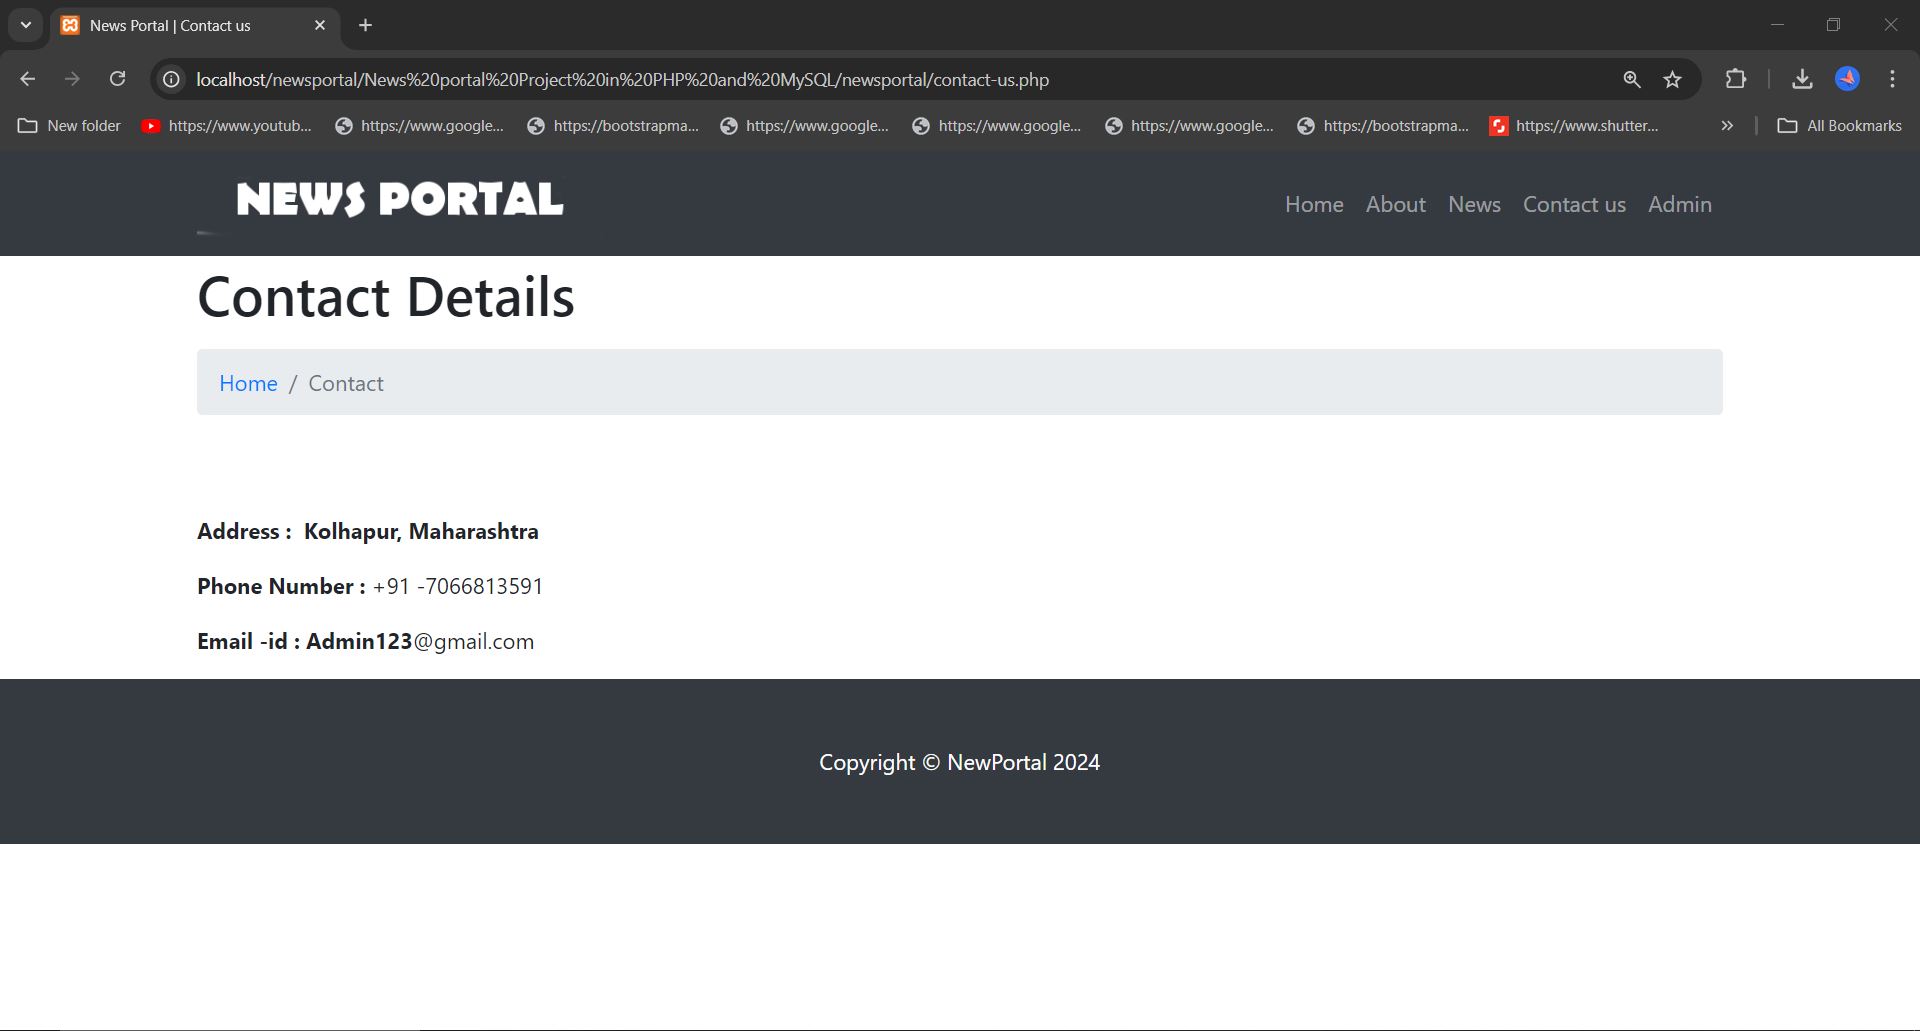 News Portal | Contact us
localhost/newsportal/News%20portal%20Project%20in%20PHP%20and%20MySQL/newsportal/contact-us.php
New folder https://www.youtub... https://www.google... https://bootstrapma... https://www.google... https://www.google... https://www.google... https://bootstrapma... https://www.shutter... All Bookmarks
NEWS PORTAL
Home About News Contact us Admin
Contact Details
Home / Contact
Address : Kolhapur, Maharashtra
Phone Number : +91 -7066813591
Email -id : Admin123@gmail.com
Copyright © NewPortal 2024